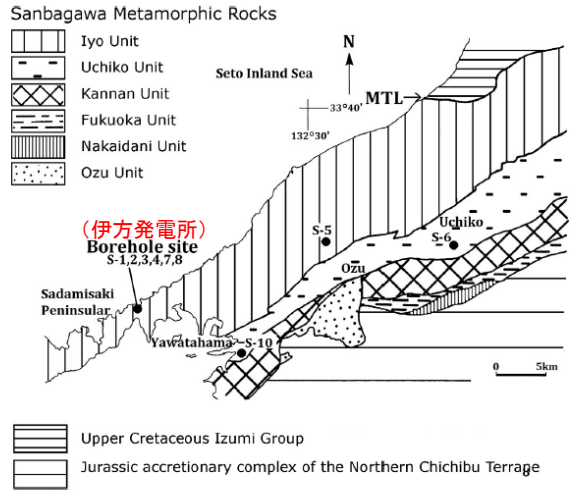 Sanbagawa Metamorphic Rocks
Iyo Unit
Uchiko Unit
Kannan Unit
Fukuoka Unit
Nakaidani Unit
Ozu Unit
N
Seto Inland Sea
MTL
33°40'
132°30'
(伊方発電所)
Borehole site
S-1,2,3,4,7,8
Sadamisaki
Peninsular
S-5
Uchiko
S-6
Ozu
Yawatahama
S-10
0 5km
Upper Cretaceous Izumi Group
Jurassic accretionary complex of the Northern Chichibu Terrane
8